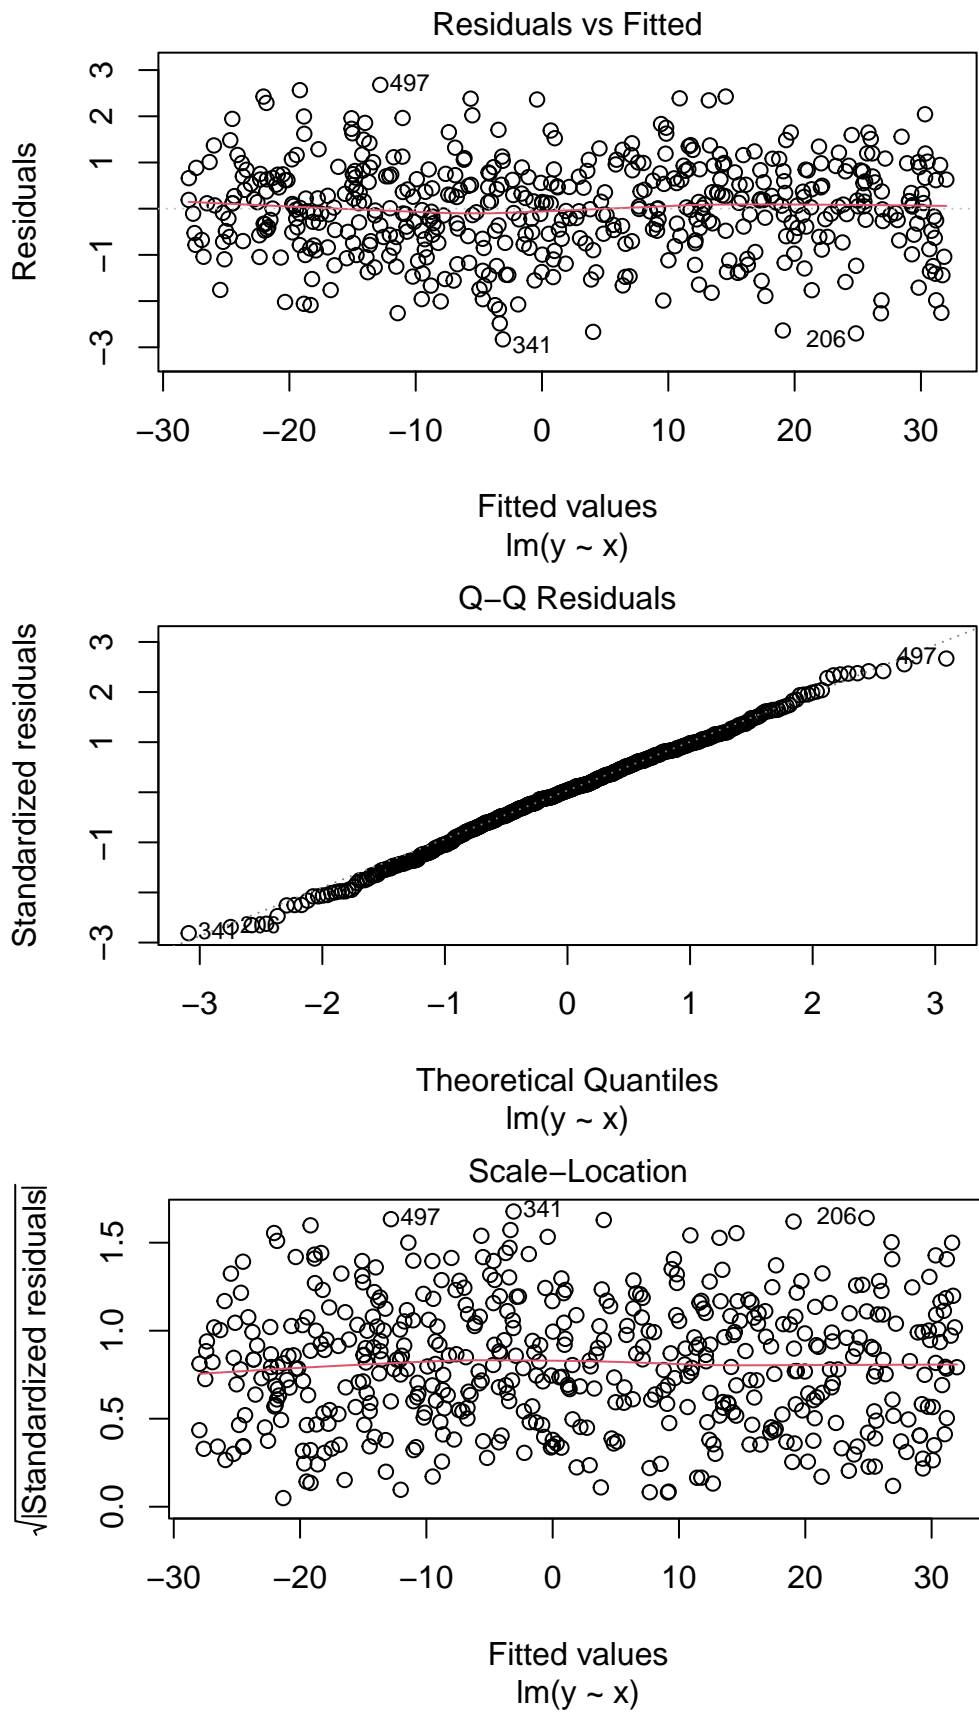 Residuals vs Fitted
Residuals
3
2
1
−1
−3
497
341
206
−30 −20 −10 0 10 20 30
Fitted values
lm(y ~ x)
Q−Q Residuals
Standardized residuals
3
2
1
−1
−3
497
341
206
−3 −2 −1 0 1 2 3
Theoretical Quantiles
lm(y ~ x)
Scale−Location
√|Standardized residuals|
1.5
1.0
0.5
0.0
497
341
206
−30 −20 −10 0 10 20 30
Fitted values
lm(y ~ x)